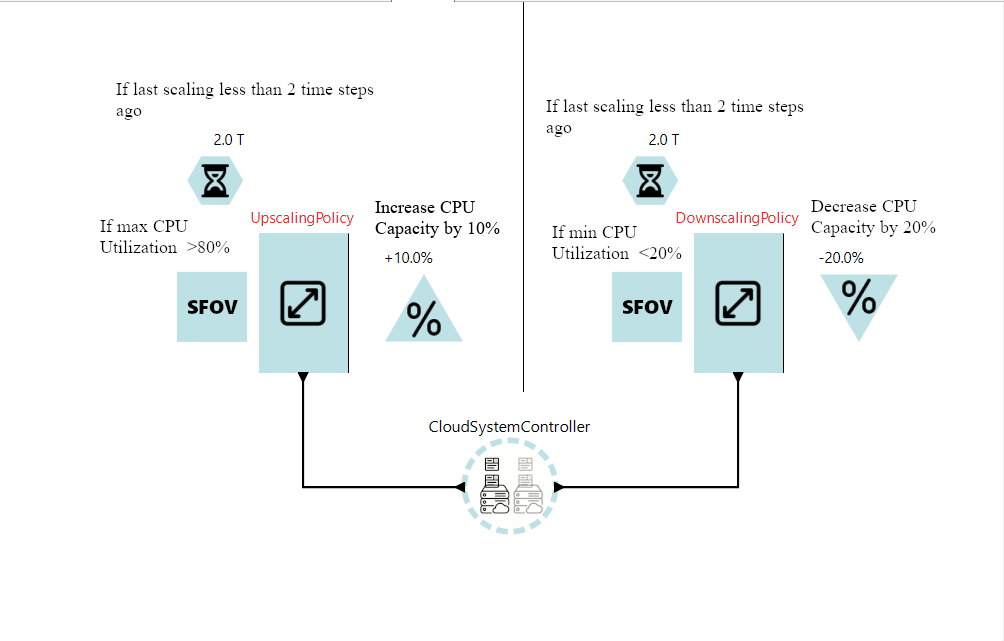 If last scaling less than 2 time steps
ago
2.0 T
If max CPU
Utilization >80%
UpscalingPolicy
Increase CPU
Capacity by 10%
+10.0%
SFOV
%
If last scaling less than 2 time steps
ago
2.0 T
If min CPU
Utilization <20%
DownscalingPolicy
Decrease CPU
Capacity by 20%
-20.0%
SFOV
%
CloudSystemController